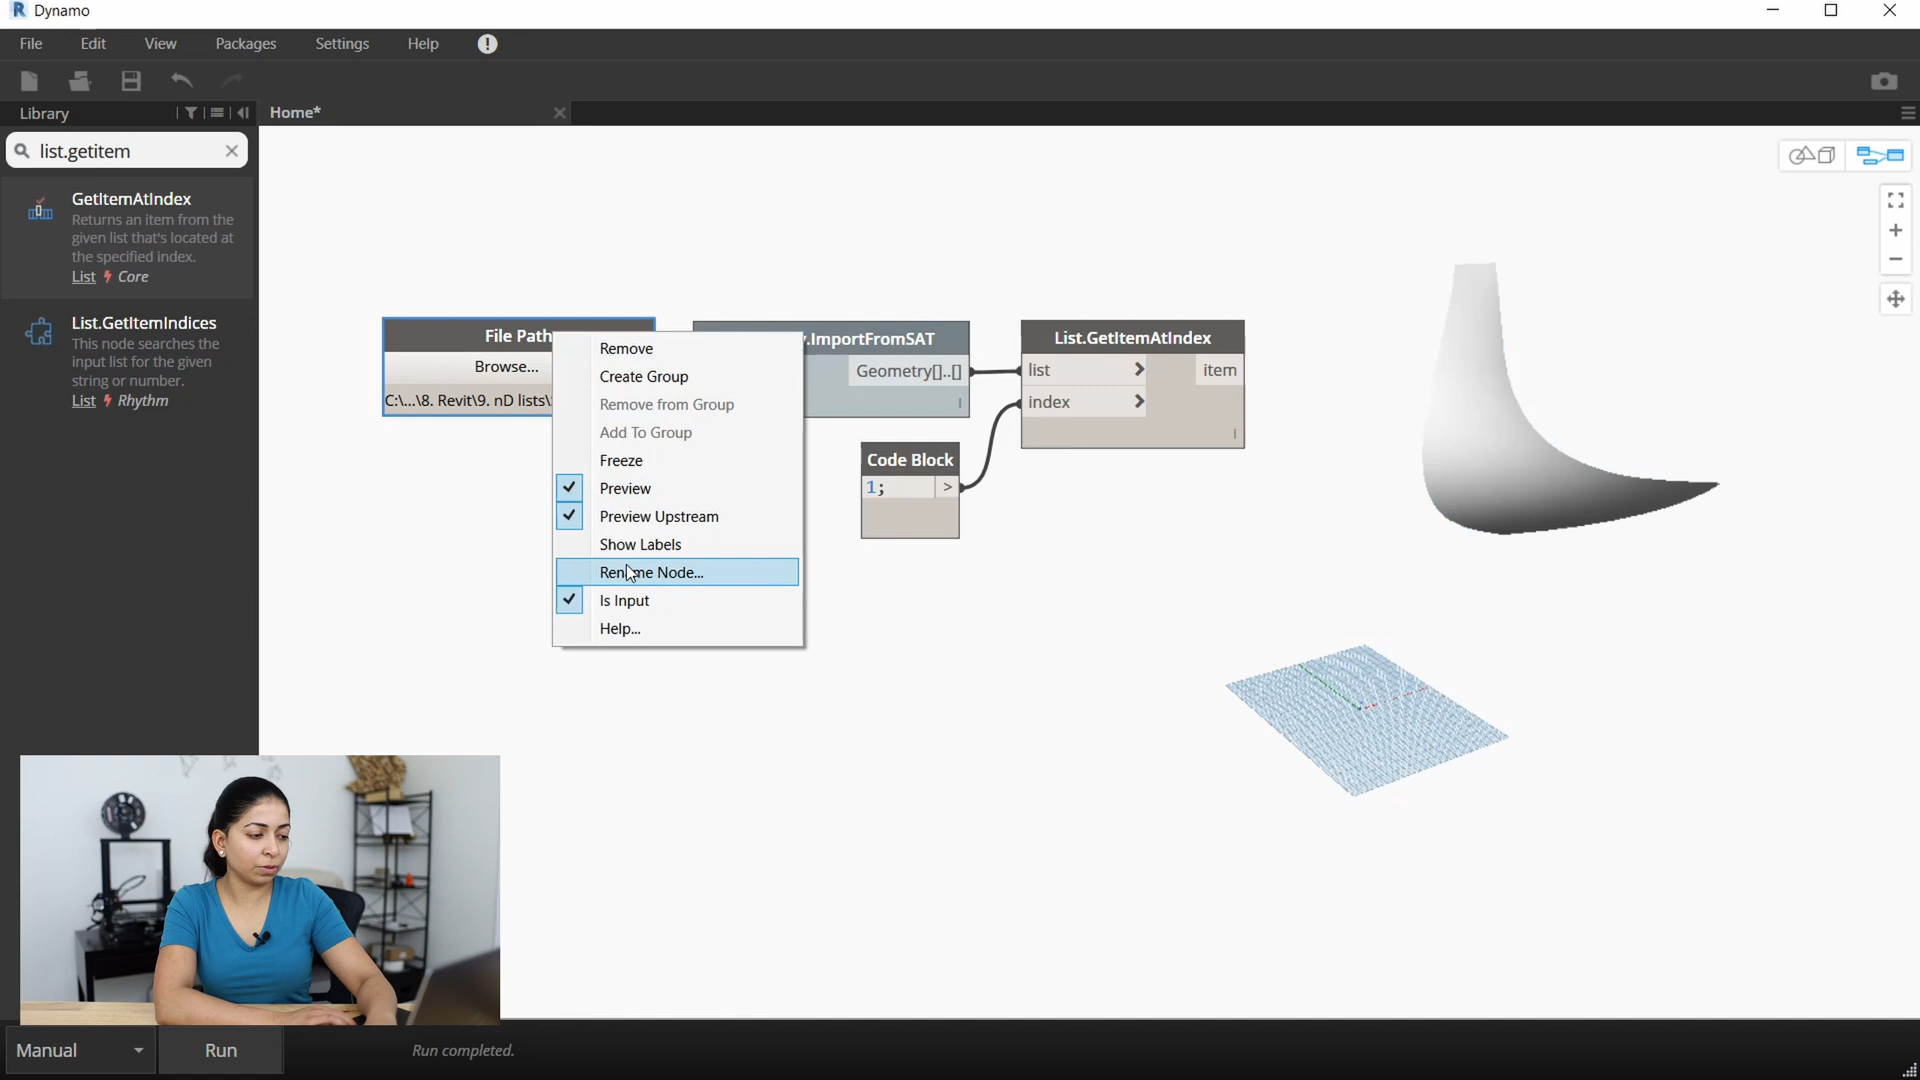 Dynamo
File Edit View Packages Settings Help
Library
Home*
list.getitem
GetItemAtIndex
Returns an item from the
given list that's located at
the specified index.
List Core
List.GetItemIndices
This node searches the
input list for the given
string or number.
List Rhythm
File Path
Browse...
C:\...\8. Revit\9. nD lists\
Remove
Create Group
Remove from Group
Add To Group
Freeze
Preview
Preview Upstream
Show Labels
Rename Node...
Is Input
Help...
.ImportFromSAT
Geometry[]..[]
List.GetItemAtIndex
list
item
index
Code Block
1; >
Manual
Run
Run completed.